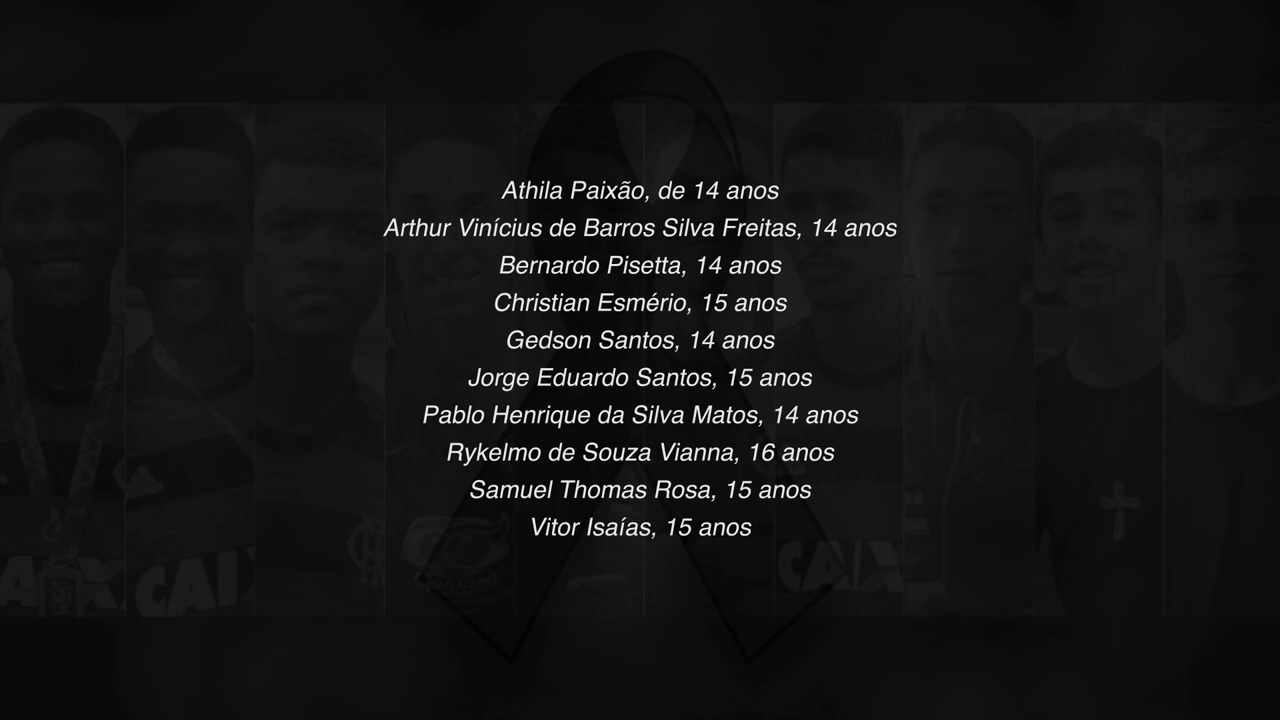 Athila Paixão, de 14 anos
Arthur Vinícius de Barros Silva Freitas, 14 anos
Bernardo Pisetta, 14 anos
Christian Esmério, 15 anos
Gedson Santos, 14 anos
Jorge Eduardo Santos, 15 anos
Pablo Henrique da Silva Matos, 14 anos
Rykelmo de Souza Vianna, 16 anos
Samuel Thomas Rosa, 15 anos
Vitor Isaías, 15 anos
CAIX